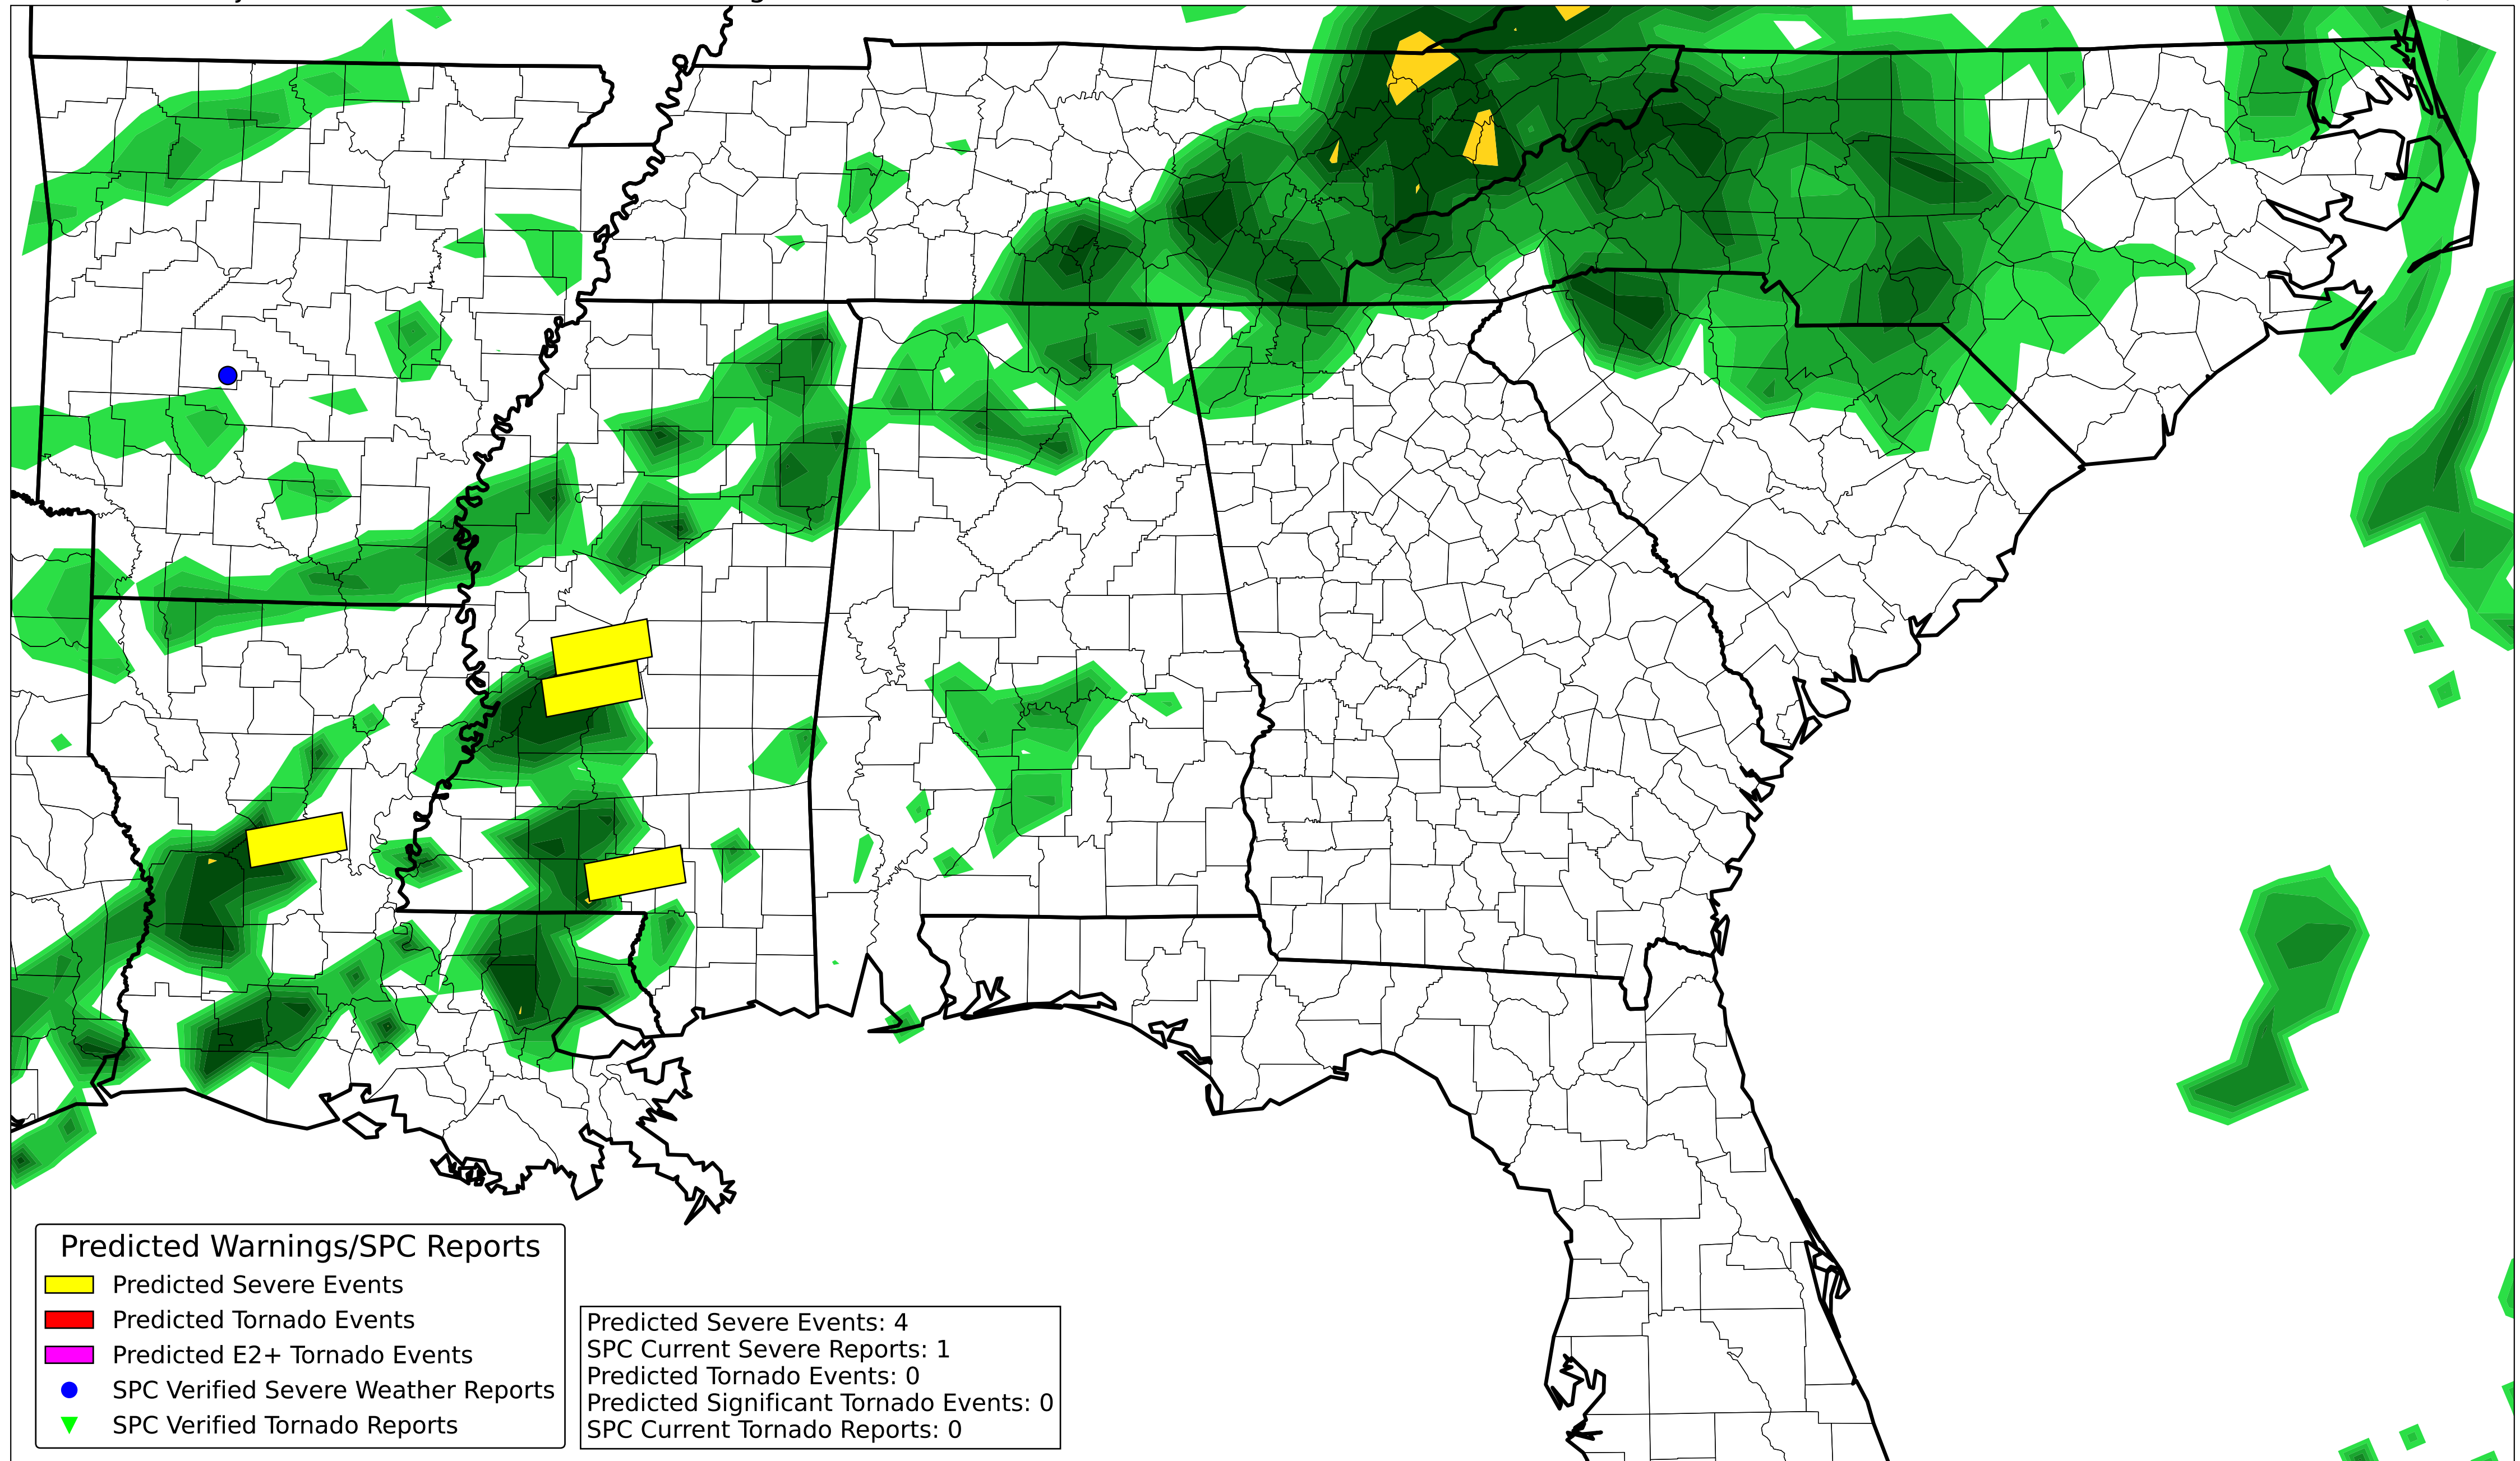 Predicted Warnings/SPC Reports
Predicted Severe Events
Predicted Tornado Events
Predicted E2+ Tornado Events
SPC Verified Severe Weather Reports
SPC Verified Tornado Reports
Predicted Severe Events: 4
SPC Current Severe Reports: 1
Predicted Tornado Events: 0
Predicted Significant Tornado Events: 0
SPC Current Tornado Reports: 0